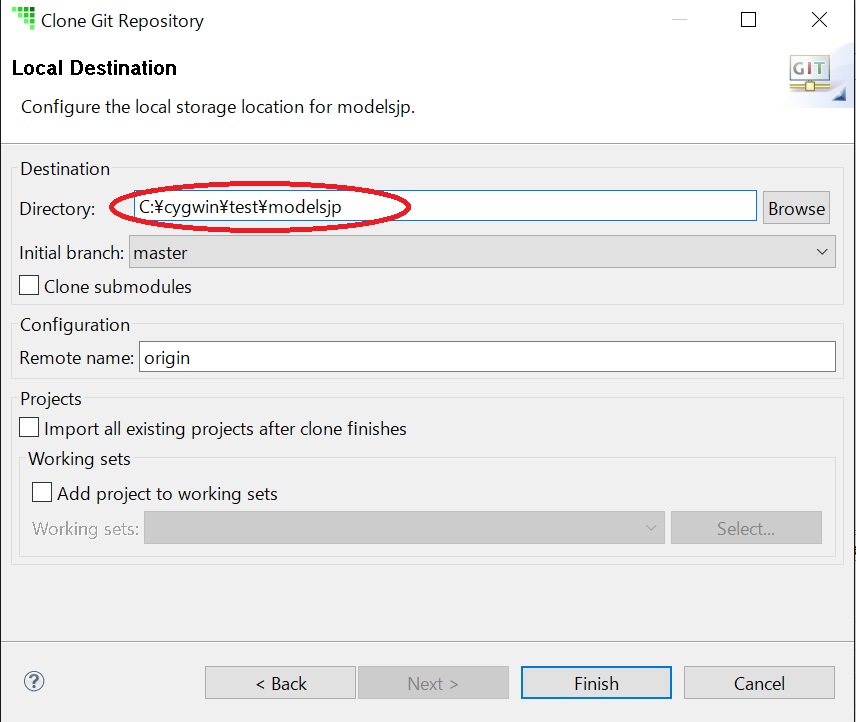 Clone Git Repository
Local Destination
GIT
Configure the local storage location for modelsjp.
Destination
Directory: C:¥cygwin¥test¥modelsjp Browse
Initial branch: master
Clone submodules
Configuration
Remote name: origin
Projects
Import all existing projects after clone finishes
Working sets
Add project to working sets
Working sets: Select...
? < Back Next > Finish Cancel